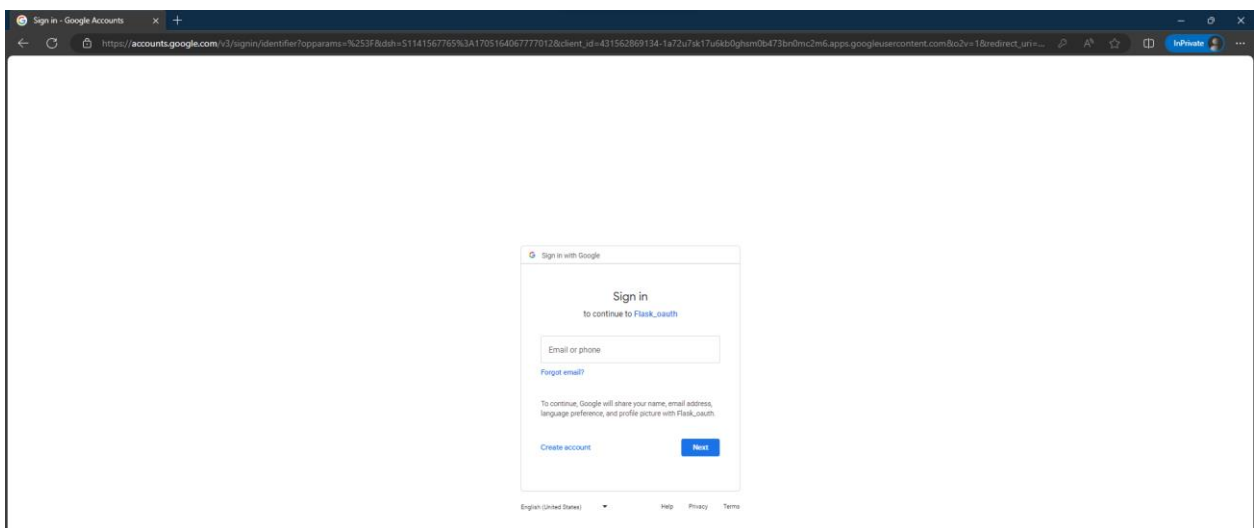 Sign in - Google Accounts
https://accounts.google.com/v3/signin/identifier?opparams=%253F&dsh=S1141567765%3A1705164067777012&client_id=431562869134-1a72u7sk17u6kb0ghsm0b473bn0mc2m6.apps.googleusercontent.com&o2v=1&redirect_uri=... InPrivate
Sign in with Google
Sign in
to continue to Flask_oauth
Email or phone
Forgot email?
To continue, Google will share your name, email address,
language preference, and profile picture with Flask_oauth.
Create account Next
English (United States) Help Privacy Terms